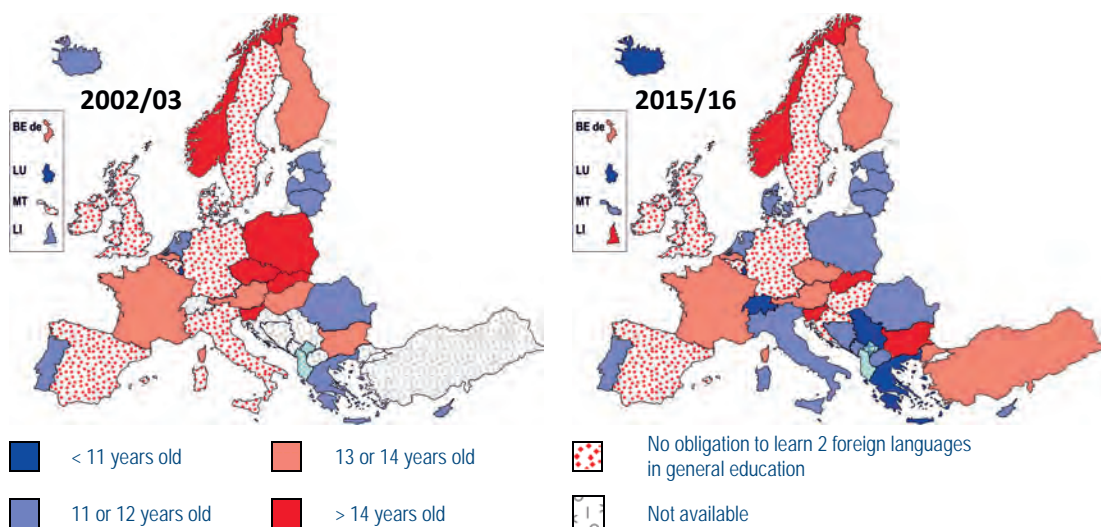 2002/03
BE de
LU
MT
LI
2015/16
BE de
LU
MT
LI
< 11 years old
13 or 14 years old
No obligation to learn 2 foreign languages
in general education
11 or 12 years old
> 14 years old
Not available